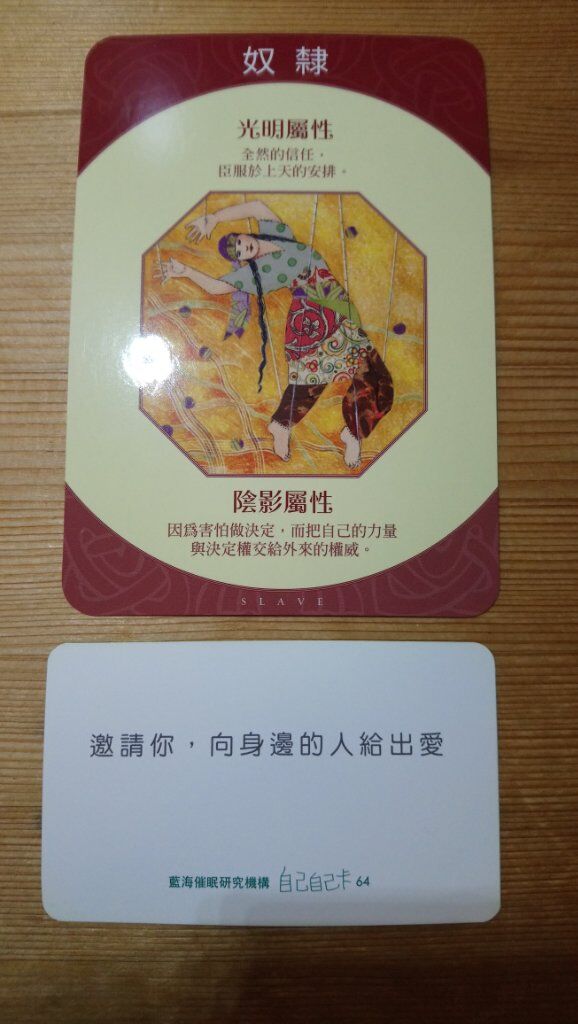 奴隸
光明屬性
全然的信任，
臣服於上天的安排。
陰影屬性
因爲害怕做決定，而把自己的力量
與決定權交給外來的權威。
SLAVE
邀請你，向身邊的人給出愛
藍海催眠研究機構 自己自己卡 64